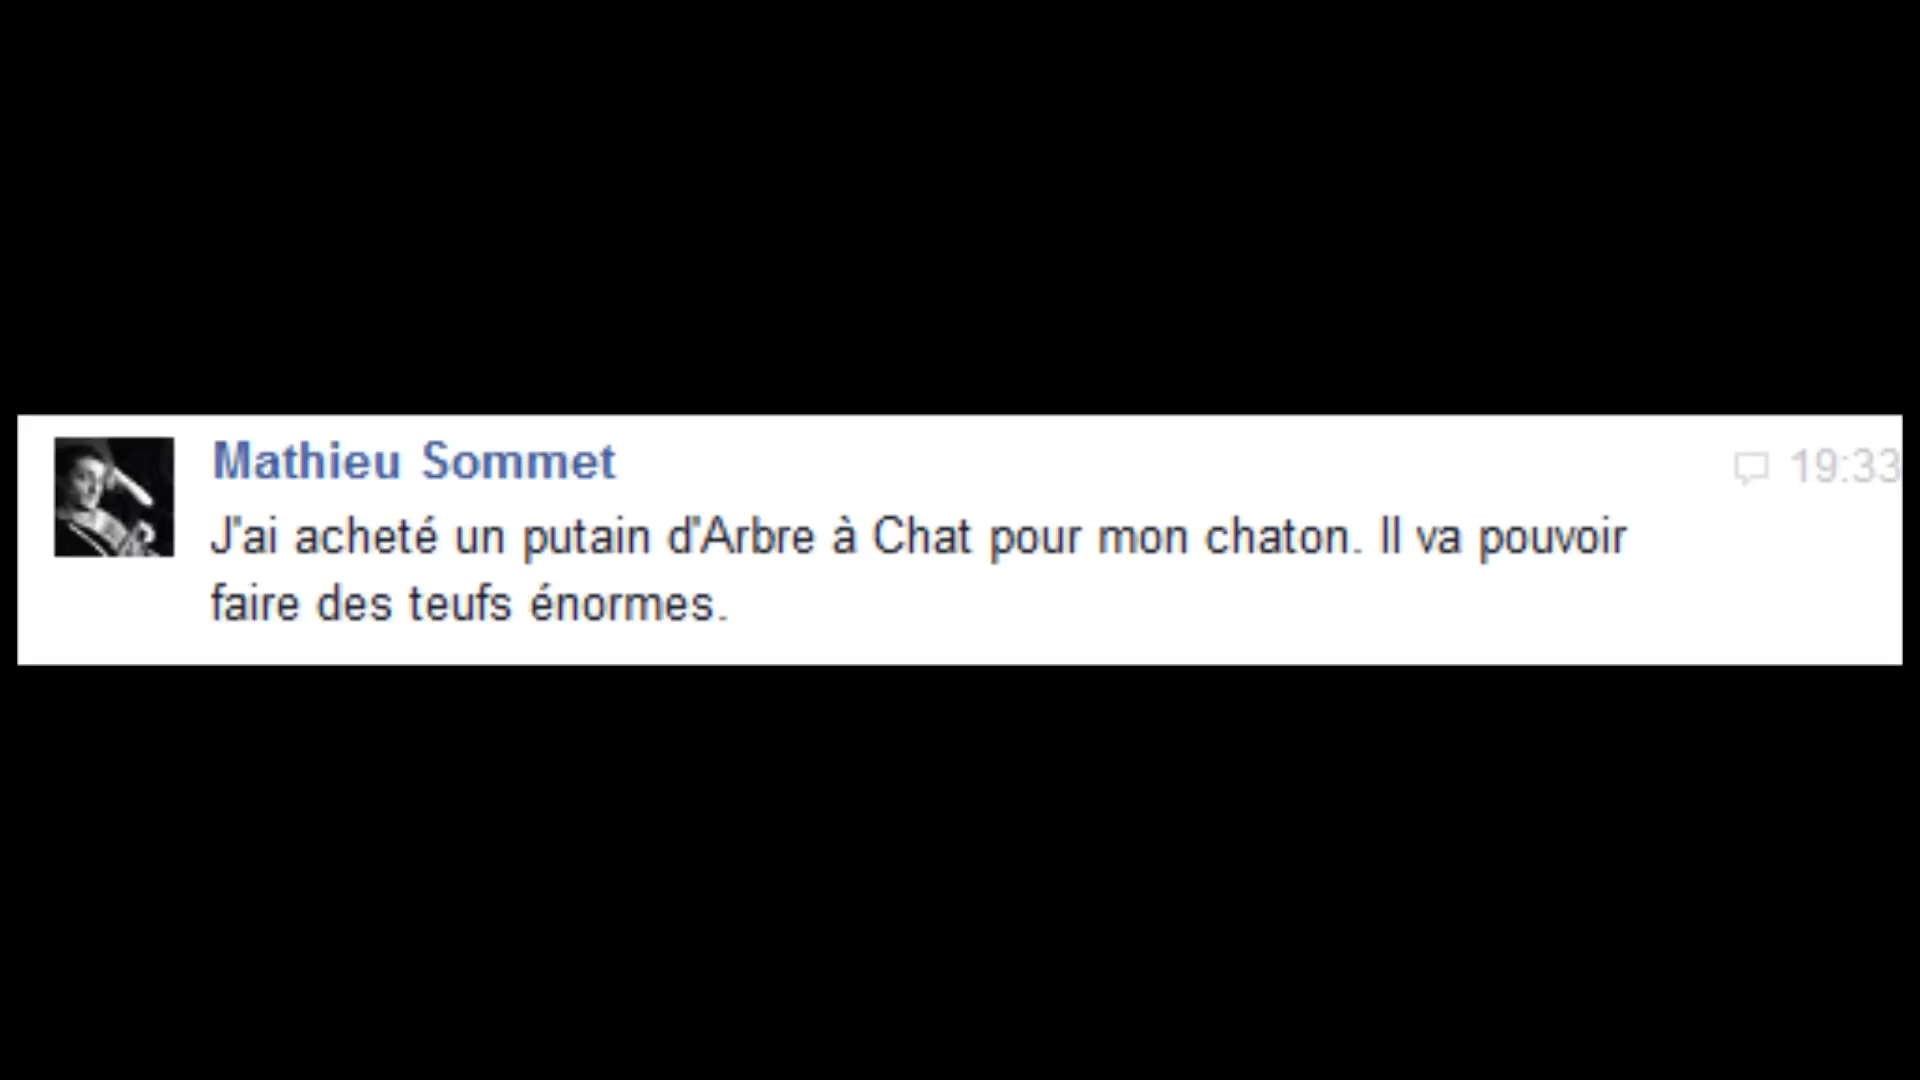 Mathieu Sommet
19:33
J'ai acheté un putain d'Arbre à Chat pour mon chaton. Il va pouvoir
faire des teufs énormes.